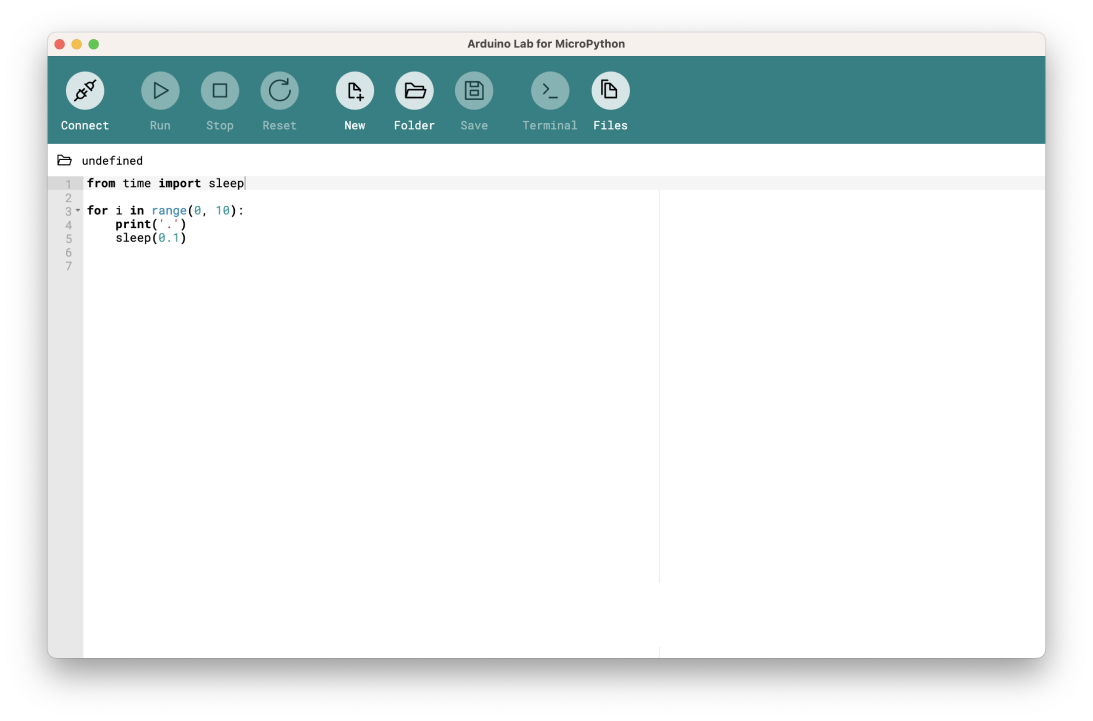 Arduino Lab for MicroPython
Connect Run Stop Reset New Folder Save Terminal Files
undefined
1 from time import sleep
2
3 for i in range(0, 10):
4     print('.')
5     sleep(0.1)
6
7